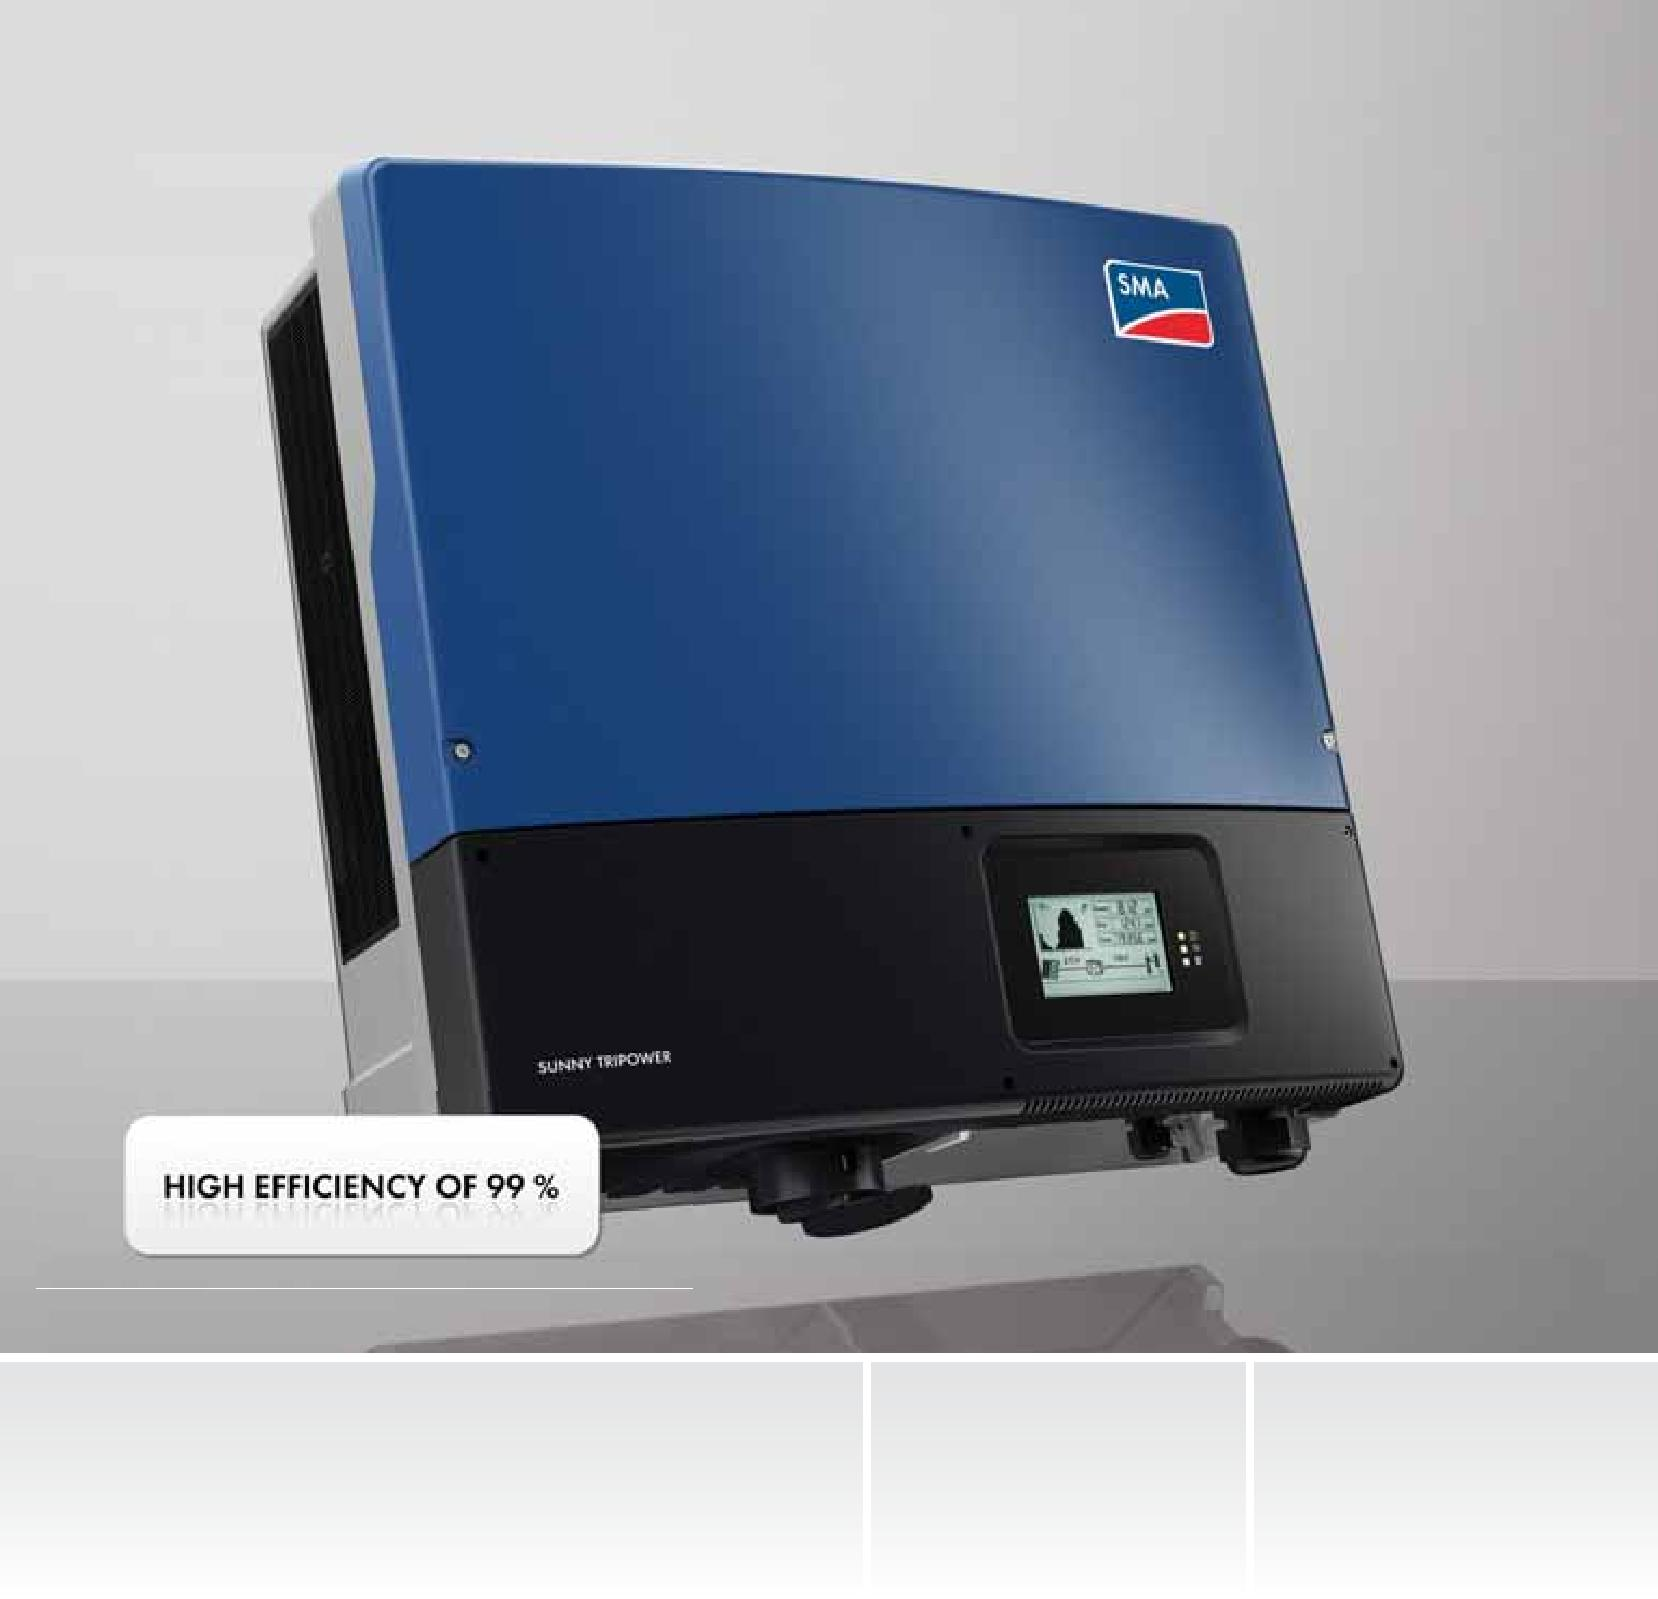 SMA
SUNNY TRIPOWER
HIGH EFFICIENCY OF 99 %